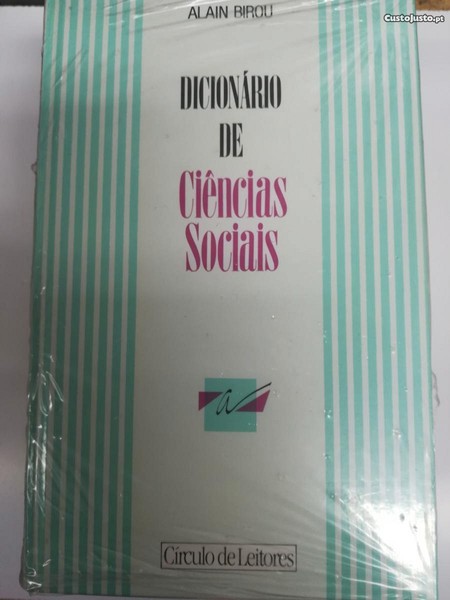 ALAIN BIROU
CustoJusto.pt
DICIONÁRIO
DE
Ciências
Sociais
a
Círculo de Leitores